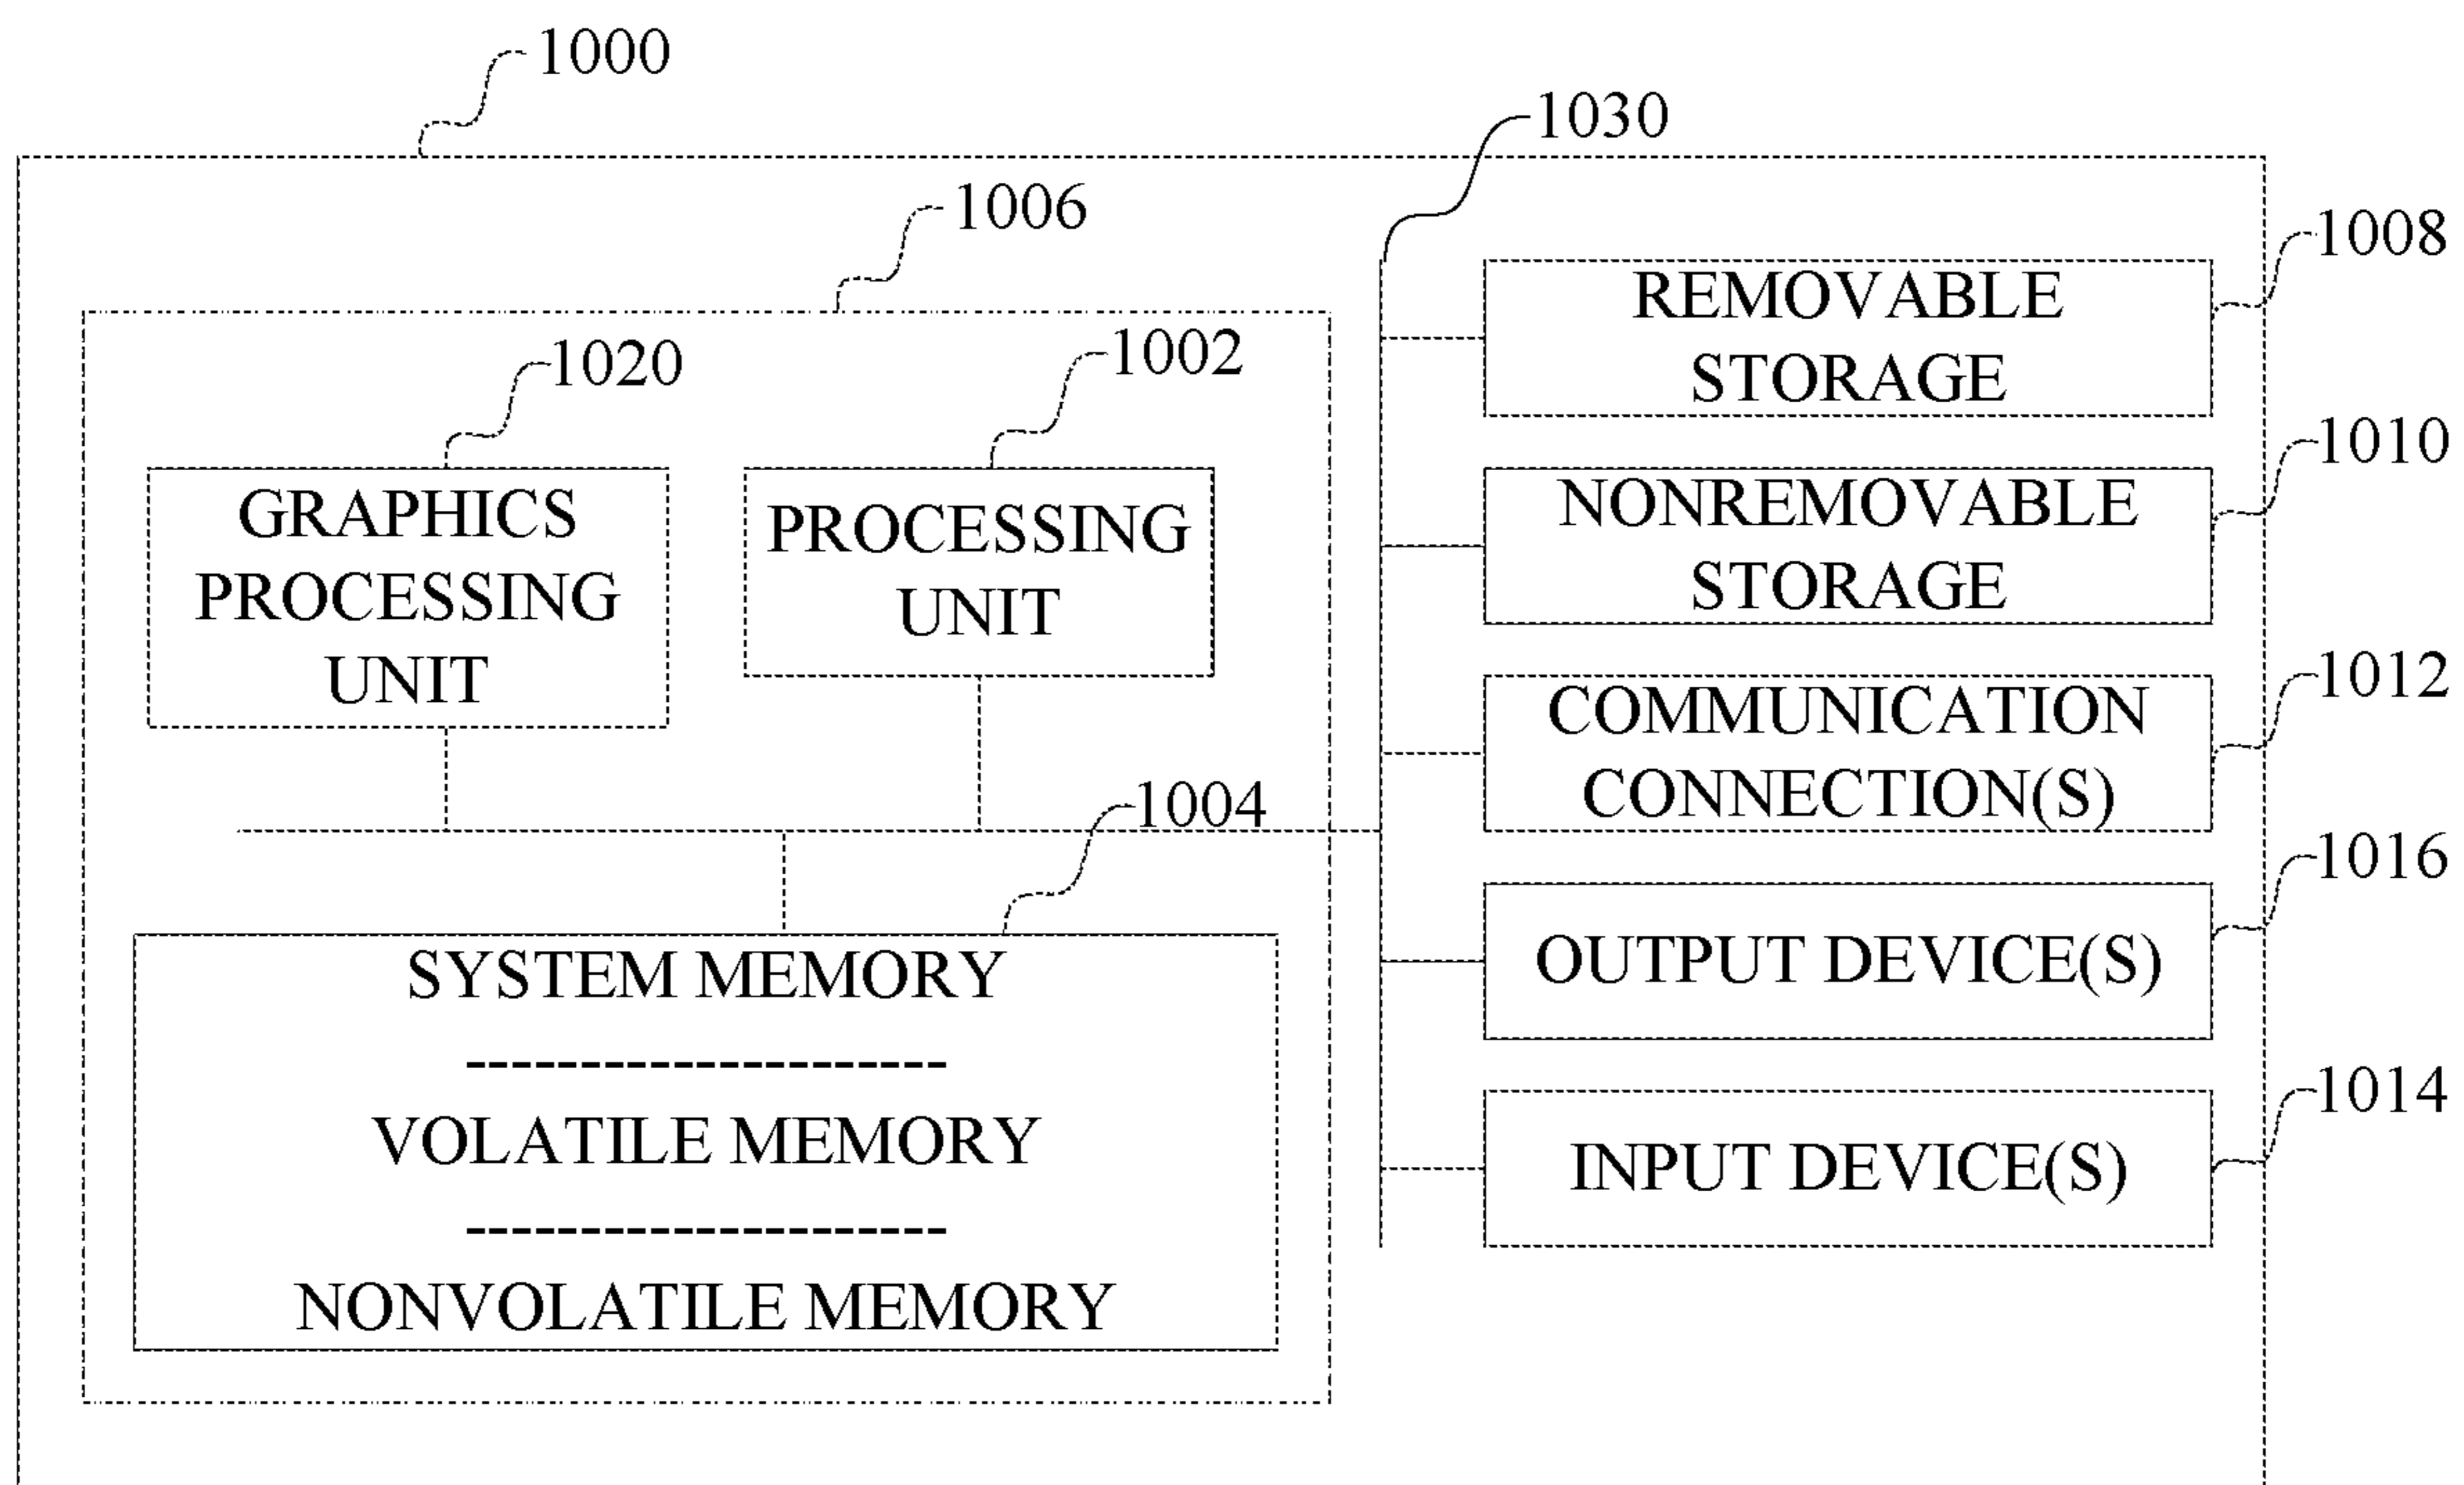 1000
1030
1006
1008
REMOVABLE
STORAGE
1020
1002
1010
GRAPHICS
PROCESSING
UNIT
PROCESSING
UNIT
NONREMOVABLE
STORAGE
1012
COMMUNICATION
CONNECTION(S)
1004
1016
SYSTEM MEMORY
---------------------
VOLATILE MEMORY
---------------------
NONVOLATILE MEMORY
OUTPUT DEVICE(S)
1014
INPUT DEVICE(S)